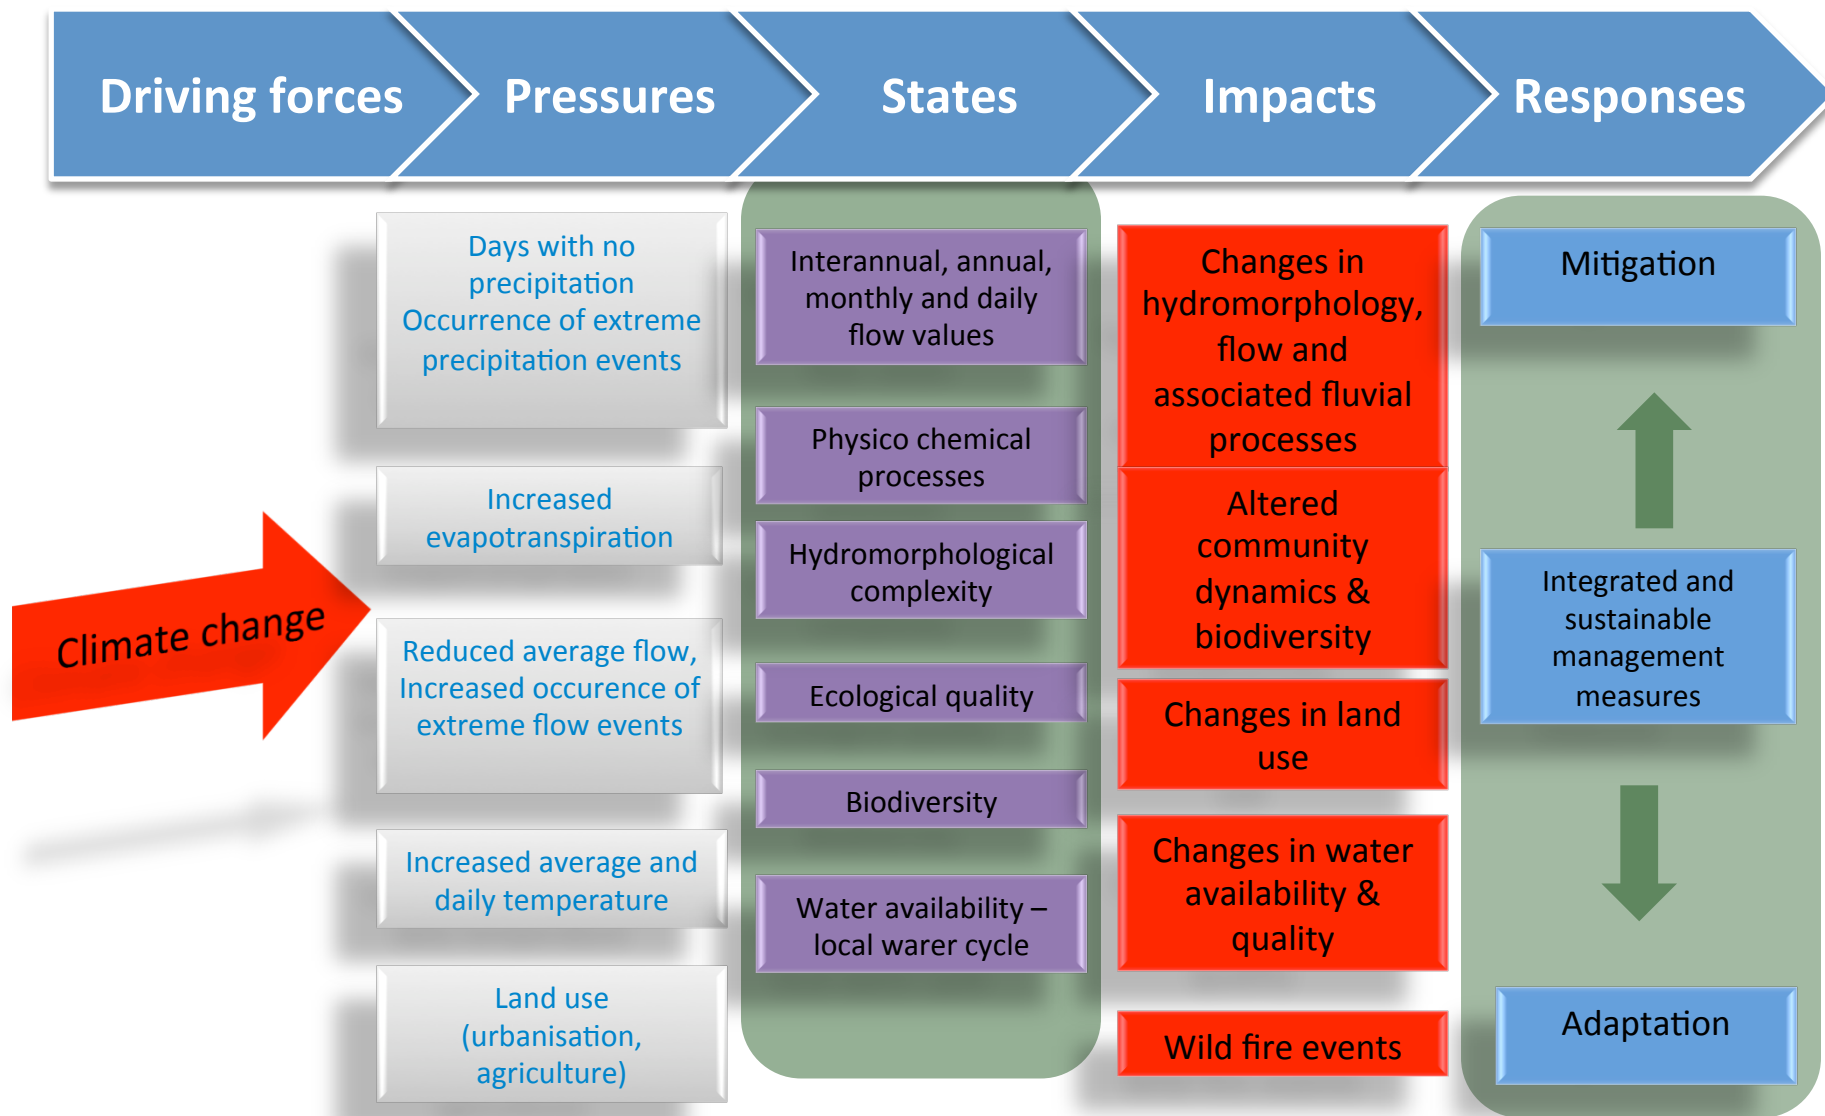 Driving forces
Pressures
States
Impacts
Responses
Climate change
Days with no
precipitation
Occurrence of extreme
precipitation events
Increased
evapotranspiration
Reduced average flow,
Increased occurence of
extreme flow events
Increased average and
daily temperature
Land use
(urbanisation,
agriculture)
Interannual, annual,
monthly and daily
flow values
Physico chemical
processes
Hydromorphological
complexity
Ecological quality
Biodiversity
Water availability –
local warer cycle
Changes in
hydromorphology,
flow and
associated fluvial
processes
Altered
community
dynamics &
biodiversity
Changes in land
use
Changes in water
availability &
quality
Wild fire events
Mitigation
Integrated and
sustainable
management
measures
Adaptation